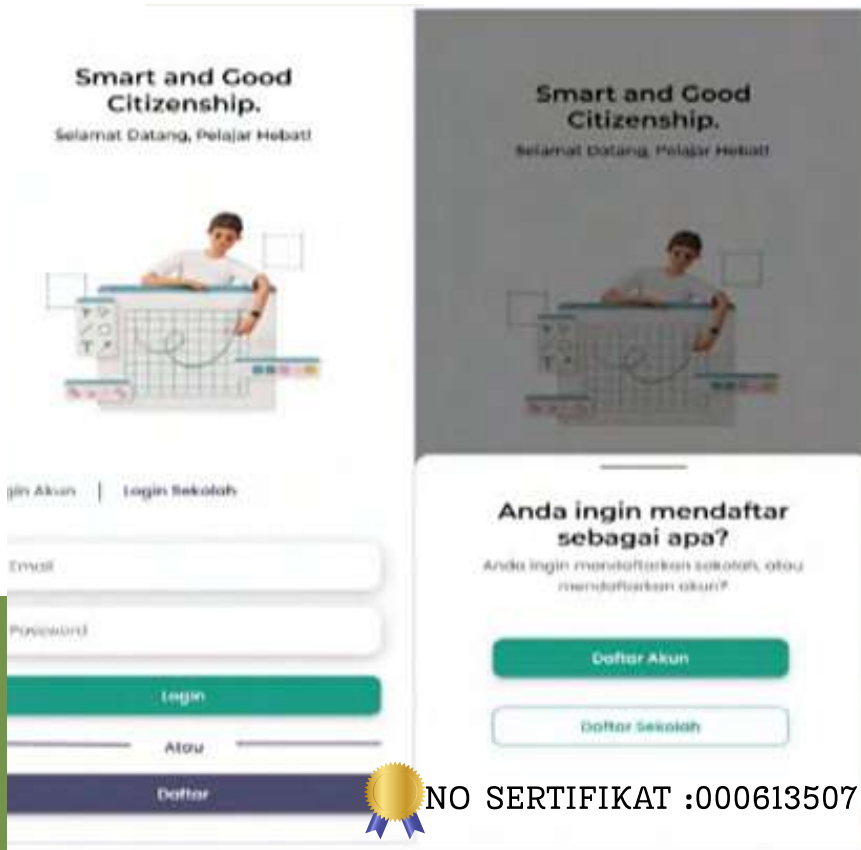 Smart and Good
Citizenship.
Selamat Datang, Pelajar Hebat!
T
gin Akun | Login Sekolah
Email
Password
Login
Atau
Daftar
Smart and Good
Citizenship.
Selamat Datang, Pelajar Hebat!
T
Anda ingin mendaftar
sebagai apa?
Anda ingin mendaftarkan sekolah, atau
mendaftarkan akun?
Daftar Akun
Daftar Sekolah
NO SERTIFIKAT :000613507